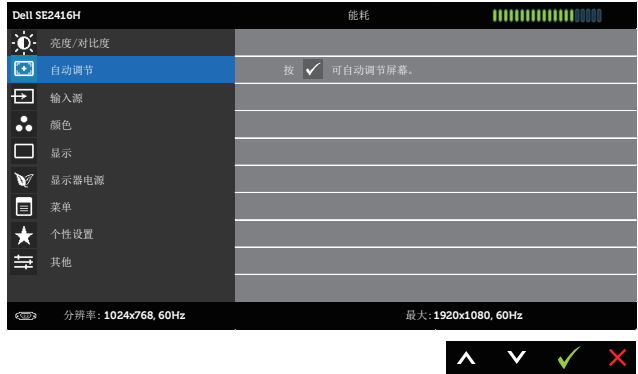 Dell SE2416H 能耗
亮度/对比度
自动调节 按 可自动调节屏幕。
输入源
颜色
显示
显示器电源
菜单
个性设置
其他
分辨率: 1024x768, 60Hz 最大: 1920x1080, 60Hz